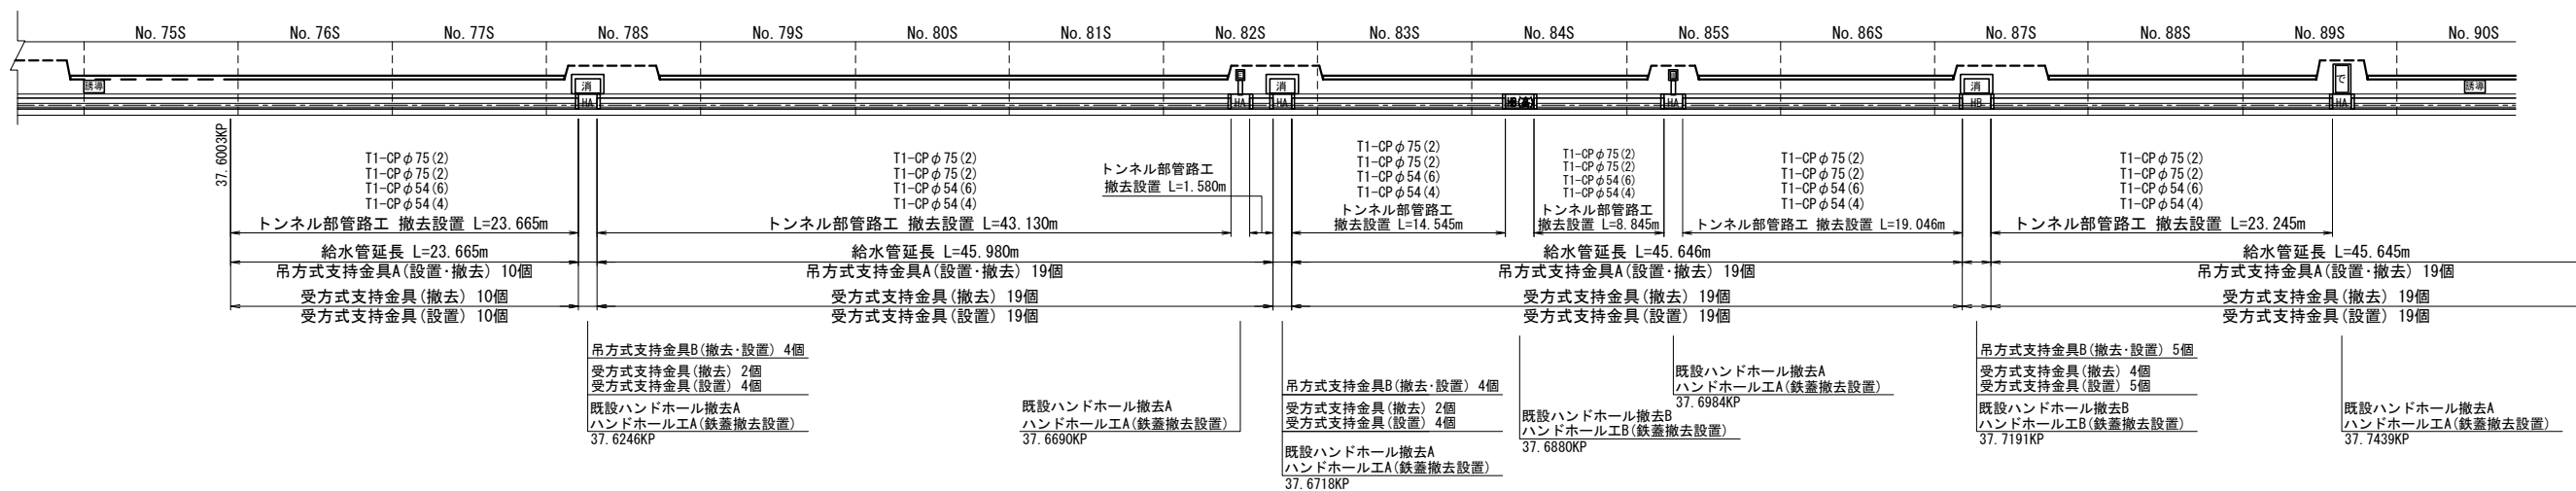 No. 75S
No. 76S
No. 77S
No. 78S
No. 79S
No. 80S
No. 81S
No. 82S
No. 83S
No. 84S
No. 85S
No. 86S
No. 87S
No. 88S
No. 89S
No. 90S
誘導
消
HA
HA
消
HA
HA
消
HB
で
HA
誘導
37.6003KP
T1-CPφ75(2)
T1-CPφ75(2)
T1-CPφ54(6)
T1-CPφ54(4)
トンネル部管路工 撤去設置 L=23.665m
給水管延長 L=23.665m
吊方式支持金具A(設置・撤去) 10個
受方式支持金具(撤去) 10個
受方式支持金具(設置) 10個
T1-CPφ75(2)
T1-CPφ75(2)
T1-CPφ54(6)
T1-CPφ54(4)
トンネル部管路工 撤去設置 L=43.130m
給水管延長 L=45.980m
吊方式支持金具A(設置・撤去) 19個
受方式支持金具(撤去) 19個
受方式支持金具(設置) 19個
トンネル部管路工
撤去設置 L=1.580m
T1-CPφ75(2)
T1-CPφ75(2)
T1-CPφ54(6)
T1-CPφ54(4)
トンネル部管路工
撤去設置 L=14.545m
T1-CPφ75(2)
T1-CPφ75(2)
T1-CPφ54(6)
T1-CPφ54(4)
トンネル部管路工
撤去設置 L=8.845m
T1-CPφ75(2)
T1-CPφ75(2)
T1-CPφ54(6)
T1-CPφ54(4)
トンネル部管路工 撤去設置 L=19.046m
給水管延長 L=45.646m
吊方式支持金具A(設置・撤去) 19個
受方式支持金具(撤去) 19個
受方式支持金具(設置) 19個
T1-CPφ75(2)
T1-CPφ75(2)
T1-CPφ54(6)
T1-CPφ54(4)
トンネル部管路工 撤去設置 L=23.245m
給水管延長 L=45.645m
吊方式支持金具A(設置・撤去) 19個
受方式支持金具(撤去) 19個
受方式支持金具(設置) 19個
吊方式支持金具B(撤去・設置) 4個
受方式支持金具(撤去) 2個
受方式支持金具(設置) 4個
既設ハンドホール撤去A
ハンドホール工A(鉄蓋撤去設置)
37.6246KP
既設ハンドホール撤去A
ハンドホール工A(鉄蓋撤去設置)
37.6690KP
吊方式支持金具B(撤去・設置) 4個
受方式支持金具(撤去) 2個
受方式支持金具(設置) 4個
既設ハンドホール撤去A
ハンドホール工A(鉄蓋撤去設置)
37.6718KP
既設ハンドホール撤去B
ハンドホール工B(鉄蓋撤去設置)
37.6880KP
既設ハンドホール撤去A
ハンドホール工A(鉄蓋撤去設置)
37.6984KP
吊方式支持金具B(撤去・設置) 5個
受方式支持金具(撤去) 4個
受方式支持金具(設置) 5個
既設ハンドホール撤去B
ハンドホール工B(鉄蓋撤去設置)
37.7191KP
既設ハンドホール撤去A
ハンドホール工A(鉄蓋撤去設置)
37.7439KP